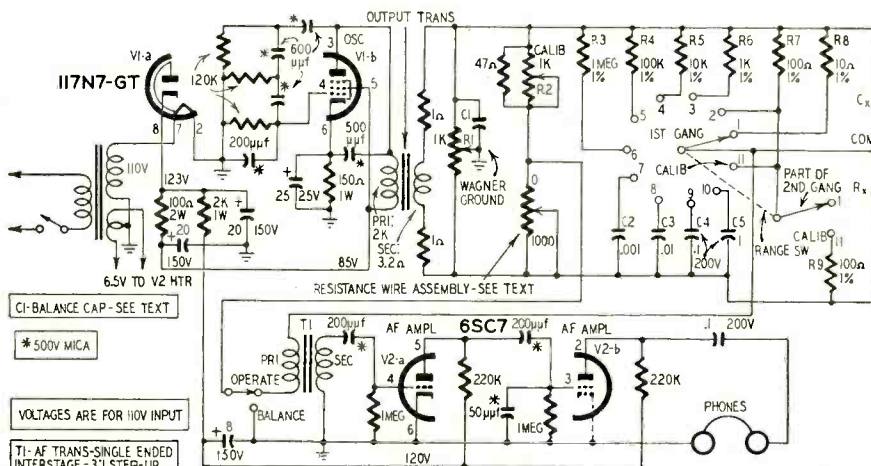 OUTPUT TRANS
117N7-GT
V1-a
120K
*
600
μμf
*
3
OSC
V1-b
4
5
6
8
7
2
200μμf
*
500
μμf
*
110V
123V
100Ω
2W
2K
1W
20
150V
20
150V
25
25V
150Ω
1W
PRI
2K
SEC
3.2Ω
85V
6.5V TO V2 HTR
1Ω
1Ω
1K
C1
R1
WAGNER
GROUND
47Ω
CALIB
1K
R2
0
1000
RESISTANCE WIRE ASSEMBLY-SEE TEXT
R3
1MEG
1%
R4
100K
1%
R5
10K
1%
R6
1K
1%
R7
100Ω
1%
R8
10Ω
1%
CX
COM
RX
1ST GANG
CALIB
PART OF
2ND GANG
1
2
3
4
5
6
7
8
9
10
11
1
11
CALIB
RANGE SW
C2
.001
C3
.01
C4
.1
C5
1
200V
R9
100Ω
1%
C1-BALANCE CAP-SEE TEXT
*500V MICA
VOLTAGES ARE FOR 110V INPUT
T1-AF TRANS-SINGLE ENDED
INTERSTAGE-3:1 STEP-UP
T1
PRI
SEC
OPERATE
BALANCE
8
150V
200μμf
*
AF AMPL
6SC7
V2-a
5
4
6
1MEG
220K
200μμf
*
50μμf
*
1MEG
AF AMPL
2
V2-b
3
220K
.1 200V
PHONES
120V